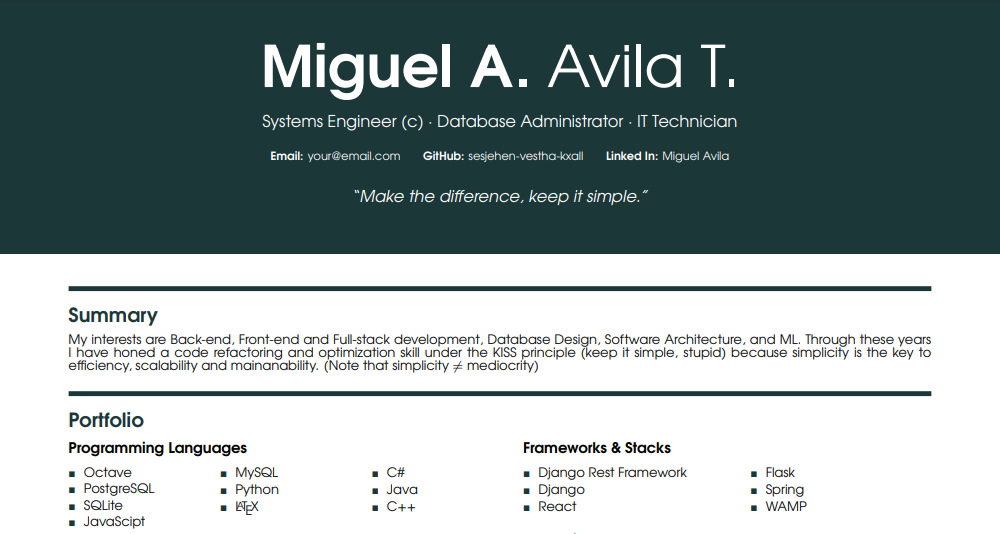 Miguel A. Avila T.
Systems Engineer (c) · Database Administrator · IT Technician
Email: your@email.com GitHub: sesjehen-vestha-kxall Linked In: Miguel Avila
“Make the difference, keep it simple.”
Summary
My interests are Back-end, Front-end and Full-stack development, Database Design, Software Architecture, and ML. Through these years
I have honed a code refactoring and optimization skill under the KISS principle (keep it simple, stupid) because simplicity is the key to
efficiency, scalability and mainanability. (Note that simplicity ≠ mediocrity)
Portfolio
Programming Languages
▪ Octave
▪ PostgreSQL
▪ SQLite
▪ JavaScipt
▪ MySQL
▪ Python
▪ LATEX
▪ C#
▪ Java
▪ C++
Frameworks & Stacks
▪ Django Rest Framework
▪ Django
▪ React
▪ Flask
▪ Spring
▪ WAMP